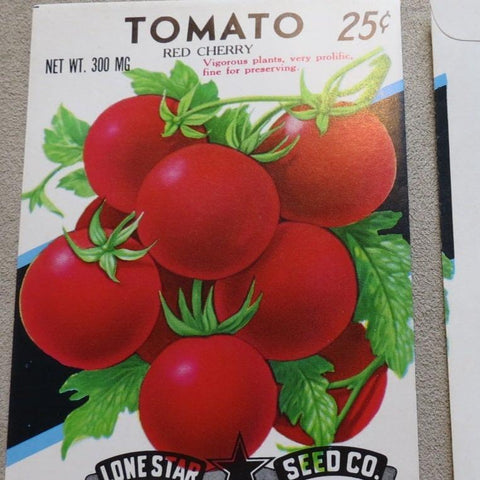 TOMATO 25¢
RED CHERRY
NET WT. 300 MG
Vigorous plants, very prolific,
fine for preserving.
LONE STAR SEED CO.